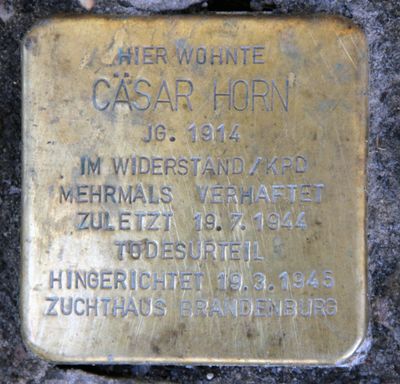 HIER WOHNTE
CÄSAR HORN
JG. 1914
IM WIDERSTAND/KPD
MEHRMALS VERHAFTET
ZULETZT 19.7.1944
TODESURTEIL
HINGERICHTET 19.3.1945
ZUCHTHAUS BRANDENBURG